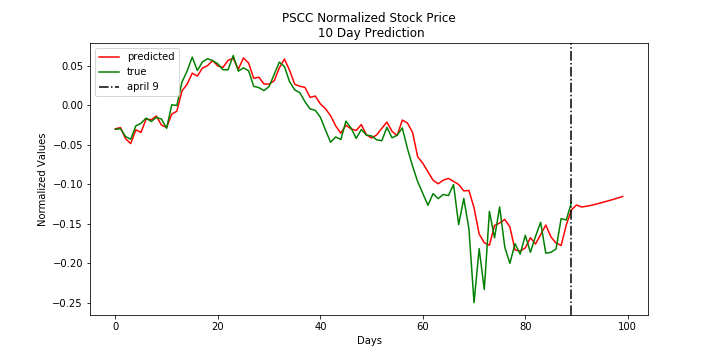 PSCC Normalized Stock Price
10 Day Prediction
predicted
true
april 9
Normalized Values
0.05
0.00
−0.05
−0.10
−0.15
−0.20
−0.25
0 20 40 60 80 100
Days